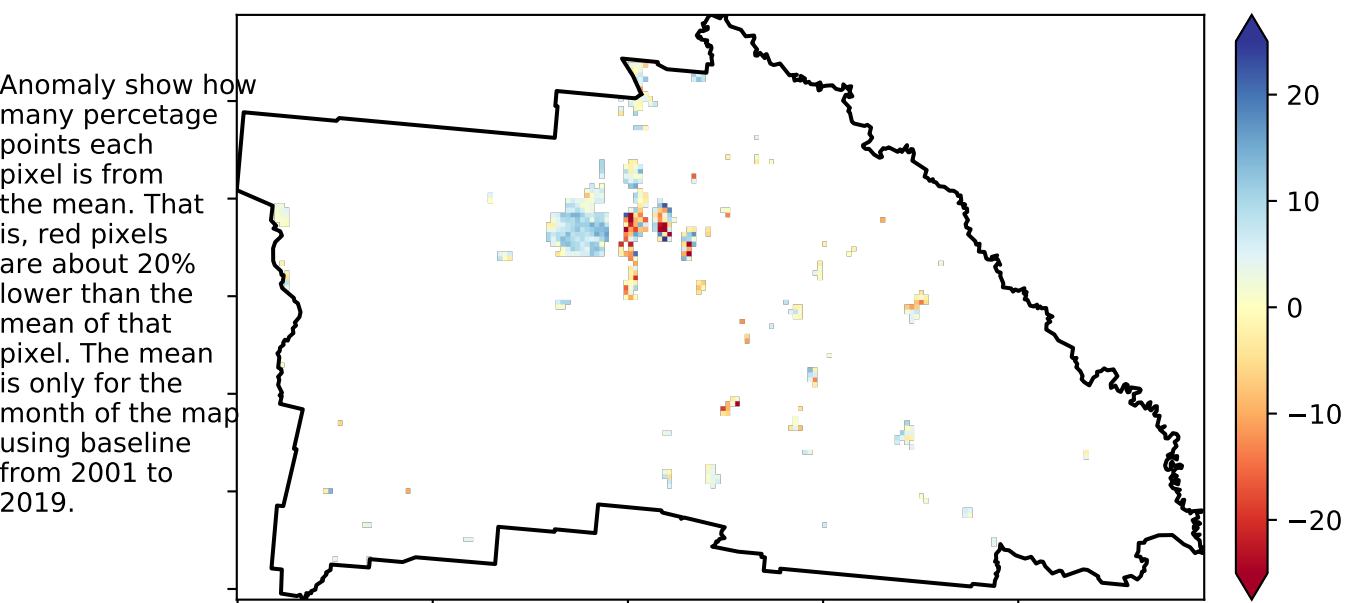 Anomaly show how
many percetage
points each
pixel is from
the mean. That
is, red pixels
are about 20%
lower than the
mean of that
pixel. The mean
is only for the
month of the map
using baseline
from 2001 to
2019.
20
10
0
−10
−20